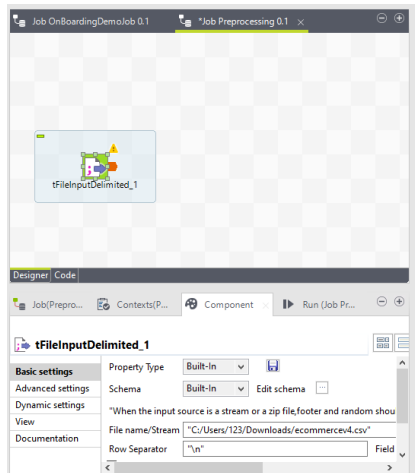 Job OnBoardingDemoJob 0.1
*Job Preprocessing 0.1
tFileInputDelimited_1
Designer Code
Job(Prepro...
Contexts(P...
Component
Run (Job Pr...
tFileInputDelimited_1
Basic settings
Advanced settings
Dynamic settings
View
Documentation
Property Type Built-In
Schema Built-In Edit schema ...
"When the input source is a stream or a zip file,footer and random shou
File name/Stream "C:/Users/123/Downloads/ecommercev4.csv"
Row Separator "\n" Field